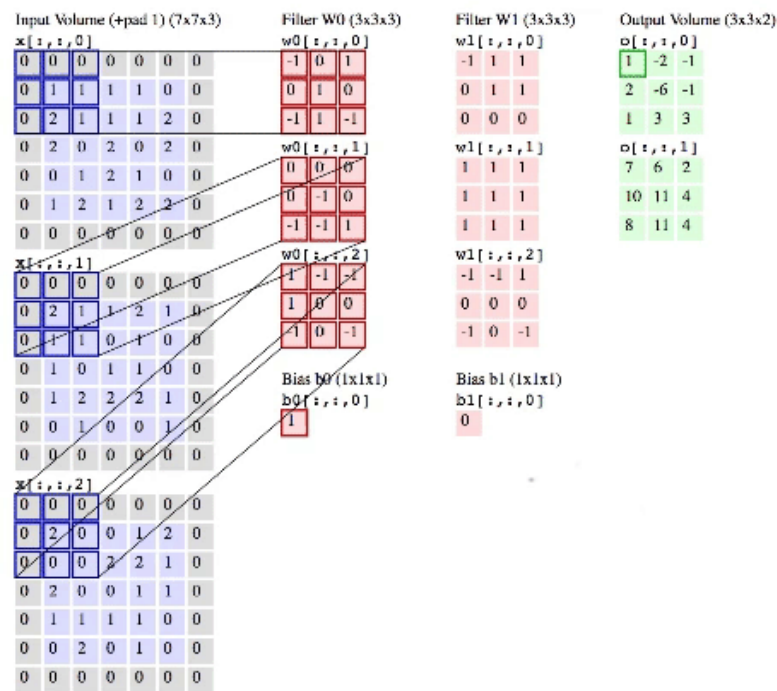 Input Volume (+pad 1) (7x7x3)
x[:,:,0]
0 0 0 0 0 0 0
0 1 1 1 1 0 0
0 2 1 1 1 2 0
0 2 0 2 0 2 0
0 0 1 2 1 0 0
0 1 2 1 2 2 0
0 0 0 0 0 0 0
x[:,:,1]
0 0 0 0 0 0 0
0 2 1 1 2 1 0
0 1 1 0 1 0 0
0 1 0 1 1 0 0
0 1 2 2 2 1 0
0 0 1 0 0 1 0
0 0 0 0 0 0 0
x[:,:,2]
0 0 0 0 0 0 0
0 2 0 0 1 2 0
0 0 0 2 2 1 0
0 2 0 0 1 1 0
0 1 1 1 1 0 0
0 0 2 0 1 0 0
0 0 0 0 0 0 0
Filter W0 (3x3x3)
w0[:,:,0]
-1 0 1
0 1 0
-1 1 -1
w0[:,:,1]
0 0 0
0 -1 0
-1 -1 1
w0[:,:,2]
1 -1 -1
1 0 0
1 0 -1
Bias b0 (1x1x1)
b0[:,:,0]
1
Filter W1 (3x3x3)
w1[:,:,0]
-1 1 1
0 1 1
0 0 0
w1[:,:,1]
1 1 1
1 1 1
1 1 1
w1[:,:,2]
-1 -1 1
0 0 0
-1 0 -1
Bias b1 (1x1x1)
b1[:,:,0]
0
Output Volume (3x3x2)
o[:,:,0]
1 -2 -1
2 -6 -1
1 3 3
o[:,:,1]
7 6 2
10 11 4
8 11 4